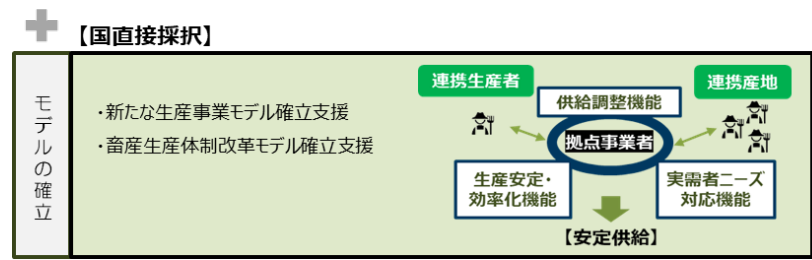 【国直接採択】
モデルの確立
・新たな生産事業モデル確立支援
・畜産生産体制改革モデル確立支援
連携生産者
連携産地
供給調整機能
拠点事業者
生産安定・
効率化機能
実需者ニーズ
対応機能
【安定供給】